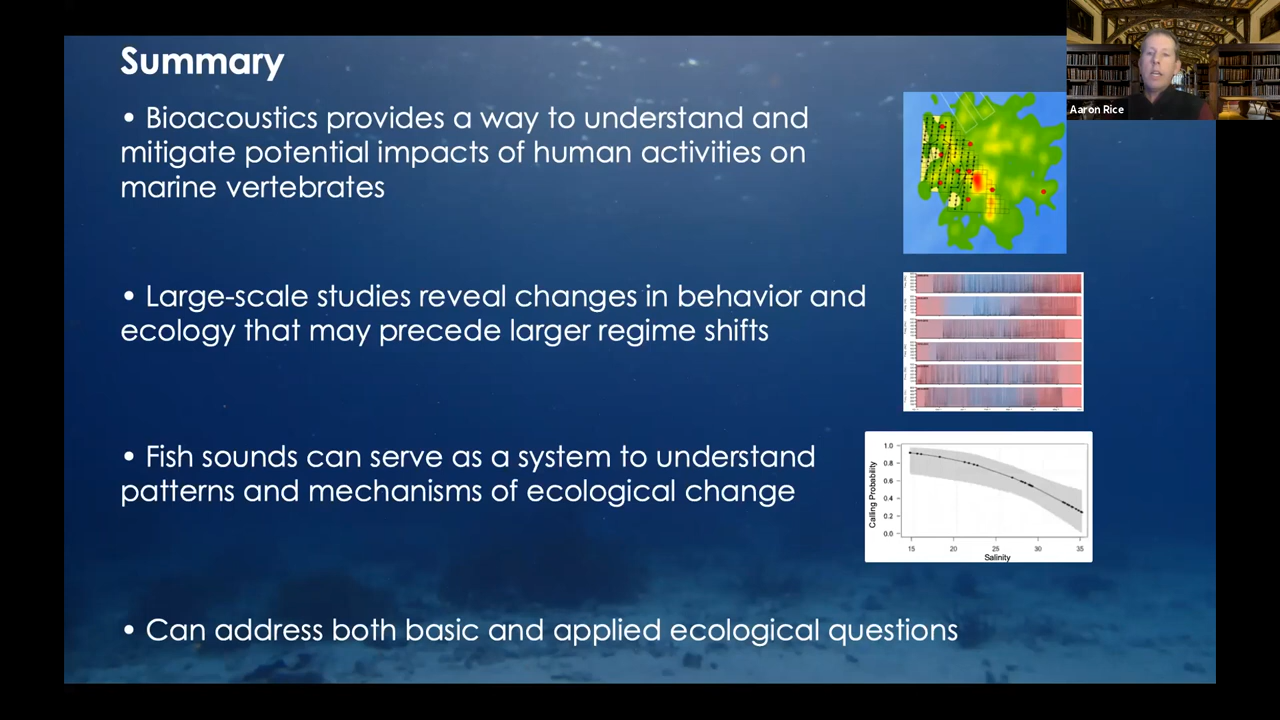 Summary
Aaron Rice
• Bioacoustics provides a way to understand and
mitigate potential impacts of human activities on
marine vertebrates
• Large-scale studies reveal changes in behavior and
ecology that may precede larger regime shifts
• Fish sounds can serve as a system to understand
patterns and mechanisms of ecological change
Calling Probability
1.0
0.8
0.6
0.4
0.2
0.0
15 20 25 30 35
Salinity
• Can address both basic and applied ecological questions